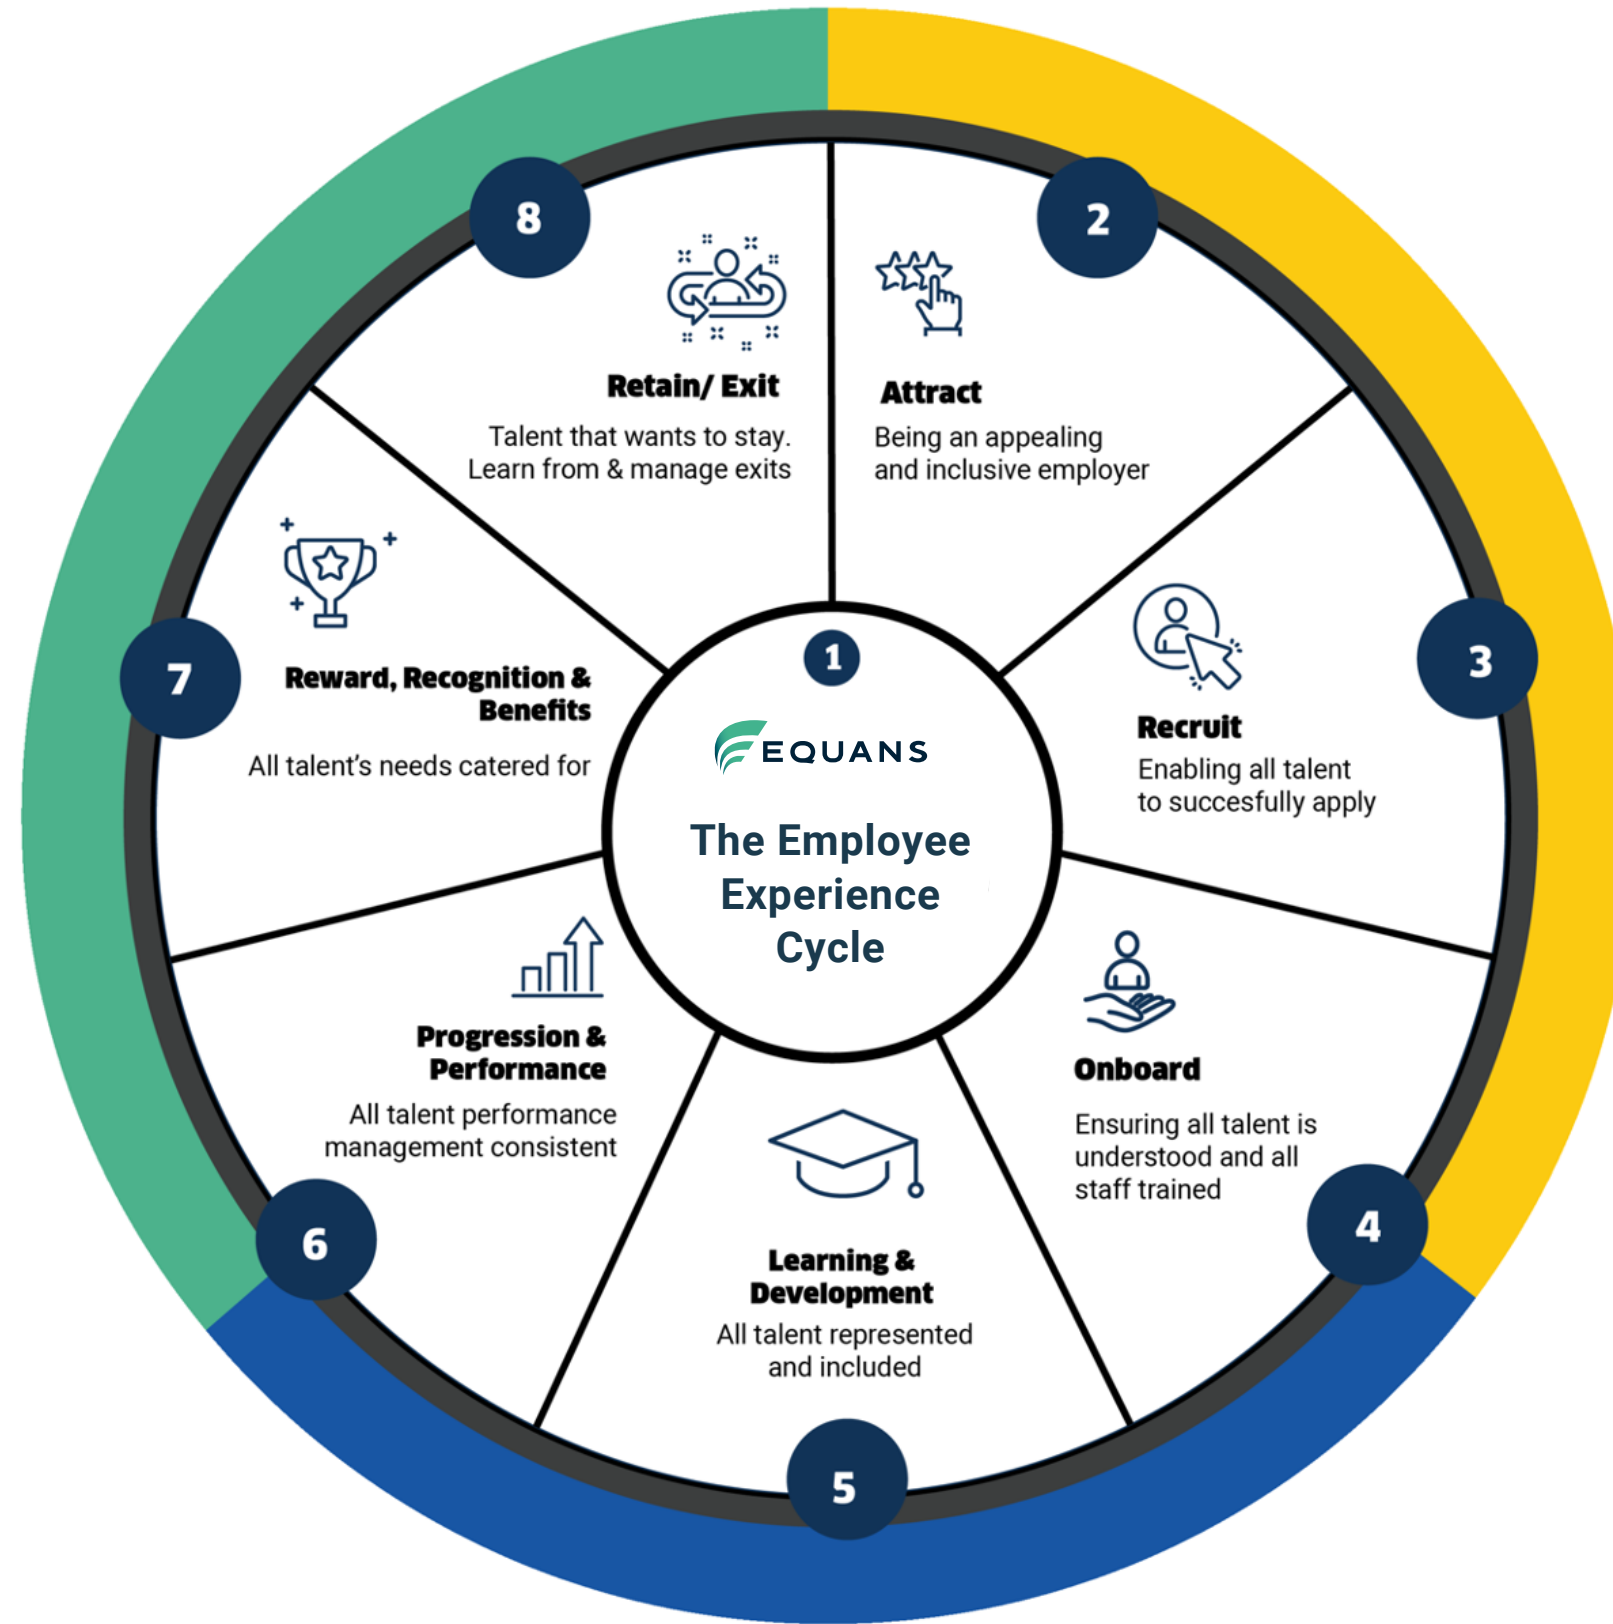 1
EQUANS
The Employee
Experience
Cycle
2
Attract
Being an appealing
and inclusive employer
3
Recruit
Enabling all talent
to succesfully apply
4
Onboard
Ensuring all talent is
understood and all
staff trained
5
Learning &
Development
All talent represented
and included
6
Progression &
Performance
All talent performance
management consistent
7
Reward, Recognition &
Benefits
All talent's needs catered for
8
Retain/ Exit
Talent that wants to stay.
Learn from & manage exits